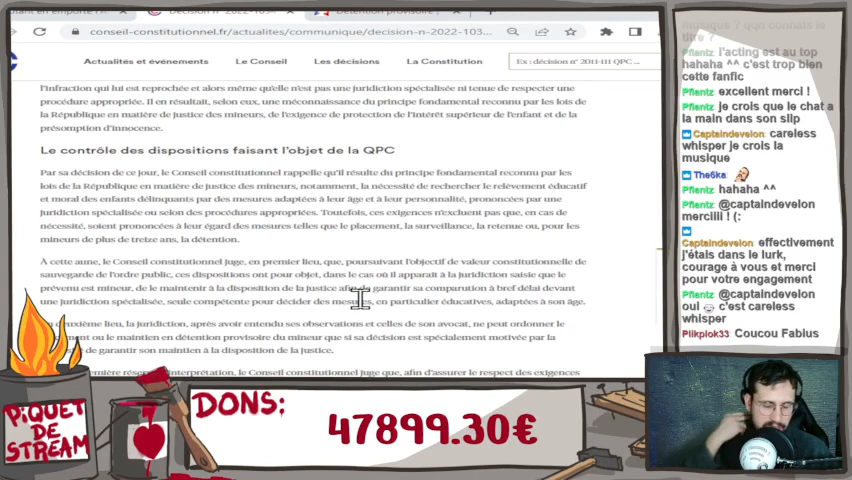 Décision n° 2022-103
Détention provisoire
conseil-constitutionnel.fr/actualites/communique/decision-n-2022-103...
Actualités et évènements
Le Conseil
Les décisions
La Constitution
Ex : décision n° 2011-111 QPC ...
l'infraction qui lui est reprochée et alors même qu'elle n'est pas une juridiction spécialisée ni tenue de respecter une
procédure appropriée. Il en résultait, selon eux, une méconnaissance du principe fondamental reconnu par les lois de
la République en matière de justice des mineurs, de l'exigence de protection de l'intérêt supérieur de l'enfant et de la
présomption d'innocence.
Le contrôle des dispositions faisant l'objet de la QPC
Par sa décision de ce jour, le Conseil constitutionnel rappelle qu'il résulte du principe fondamental reconnu par les
lois de la République en matière de justice des mineurs, notamment, la nécessité de rechercher le relèvement éducatif
et moral des enfants délinquants par des mesures adaptées à leur âge et à leur personnalité, prononcées par une
juridiction spécialisée ou selon des procédures appropriées. Toutefois, ces exigences n'excluent pas que, en cas de
nécessité, soient prononcées à leur égard des mesures telles que le placement, la surveillance, la retenue ou, pour les
mineurs de plus de treize ans, la détention.
À cette aune, le Conseil constitutionnel juge, en premier lieu, que, poursuivant l'objectif de valeur constitutionnelle de
sauvegarde de l'ordre public, ces dispositions ont pour objet, dans le cas où il apparaît à la juridiction saisie que le
prévenu est mineur, de le maintenir à la disposition de la justice afin de garantir sa comparution à bref délai devant
une juridiction spécialisée, seule compétente pour décider des mesures, en particulier éducatives, adaptées à son âge.
deuxième lieu, la juridiction, après avoir entendu ses observations et celles de son avocat, ne peut ordonner le
ou le maintien en détention provisoire du mineur que si sa décision est spécialement motivée par la
de garantir son maintien à la disposition de la justice.
le Conseil constitutionnel juge que, afin d'assurer le respect des exigences
musique ? qqn connais le
titre ?
Pflantz: l'acting est au top
hahaha ^^ c'est trop bien
cette fanfic
Pflantz: excellent merci !
Pflantz: je crois que le chat a
la main dans son slip
Captaindevelon: careless
whisper je crois la
musique
The6ka:
Pflantz: hahaha ^^
Pflantz: @captaindevelon
merciiii ! (:
Captaindevelon: effectivement
j'étais dans le lurk,
courage à vous et merci
pour votre engagement
Pflantz: @captaindevelon
oui c'est careless
whisper
Plikplok33: Coucou Fabius
PIQUET
DE
STREAM
DONS:
47899.30€